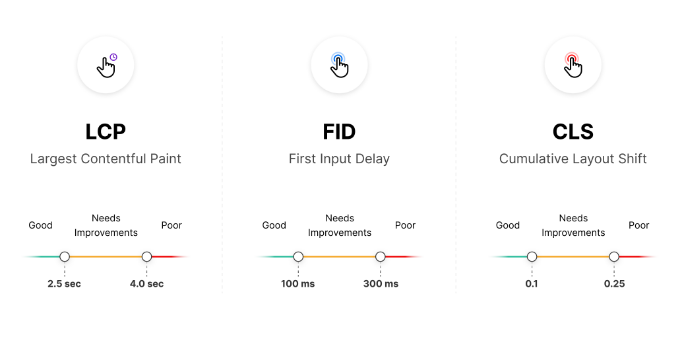 LCP
Largest Contentful Paint
Good
Needs
Improvements
Poor
2.5 sec
4.0 sec
FID
First Input Delay
Good
Needs
Improvements
Poor
100 ms
300 ms
CLS
Cumulative Layout Shift
Good
Needs
Improvements
Poor
0.1
0.25